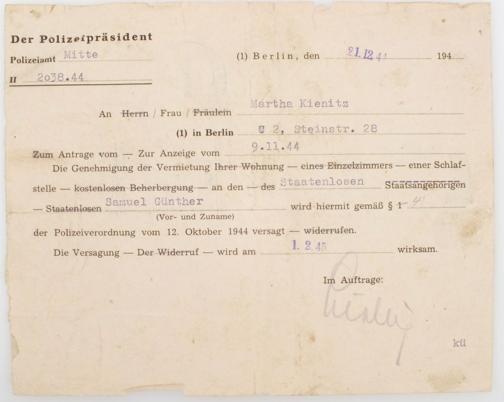 Der Polizeipräsident
Polizeiamt Mitte
(1) Berlin, den 21.12.44 194
II 2o38.44
An Herrn / Frau / Fräulein Martha Kienitz
(1) in Berlin C 2, Steinstr. 28
Zum Antrage vom — Zur Anzeige vom 9.11.44
Die Genehmigung der Vermietung Ihrer Wohnung — eines Einzelzimmers — einer Schlaf-
stelle — kostenlosen Beherbergung — an den — des Staatenlosen Staatsangehörigen
— Staatenlosen Samuel Günther wird hiermit gemäß § 1
(Vor- und Zuname)
der Polizeiverordnung vom 12. Oktober 1944 versagt — widerrufen.
Die Versagung — Der Widerruf — wird am 1. 2. 45 wirksam.
Im Auftrage:
kü